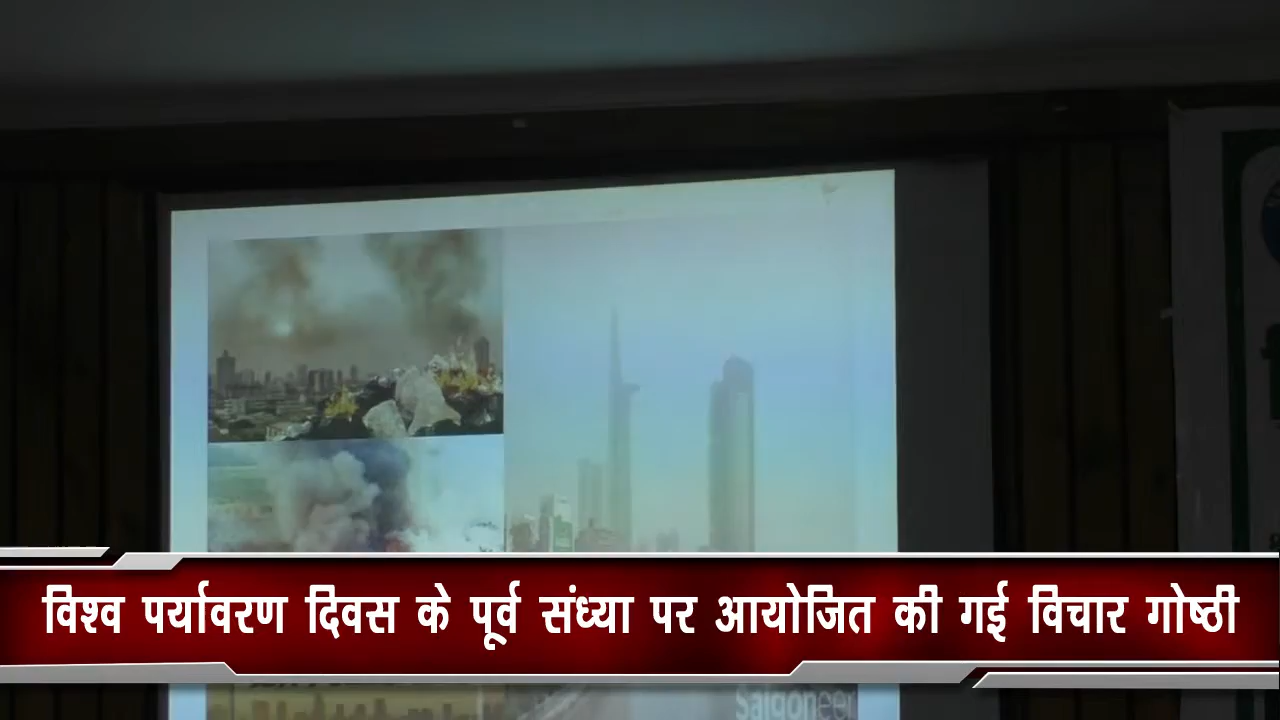 विश्व पर्यावरण दिवस के पूर्व संध्या पर आयोजित की गई विचार गोष्ठी
Saigoneer